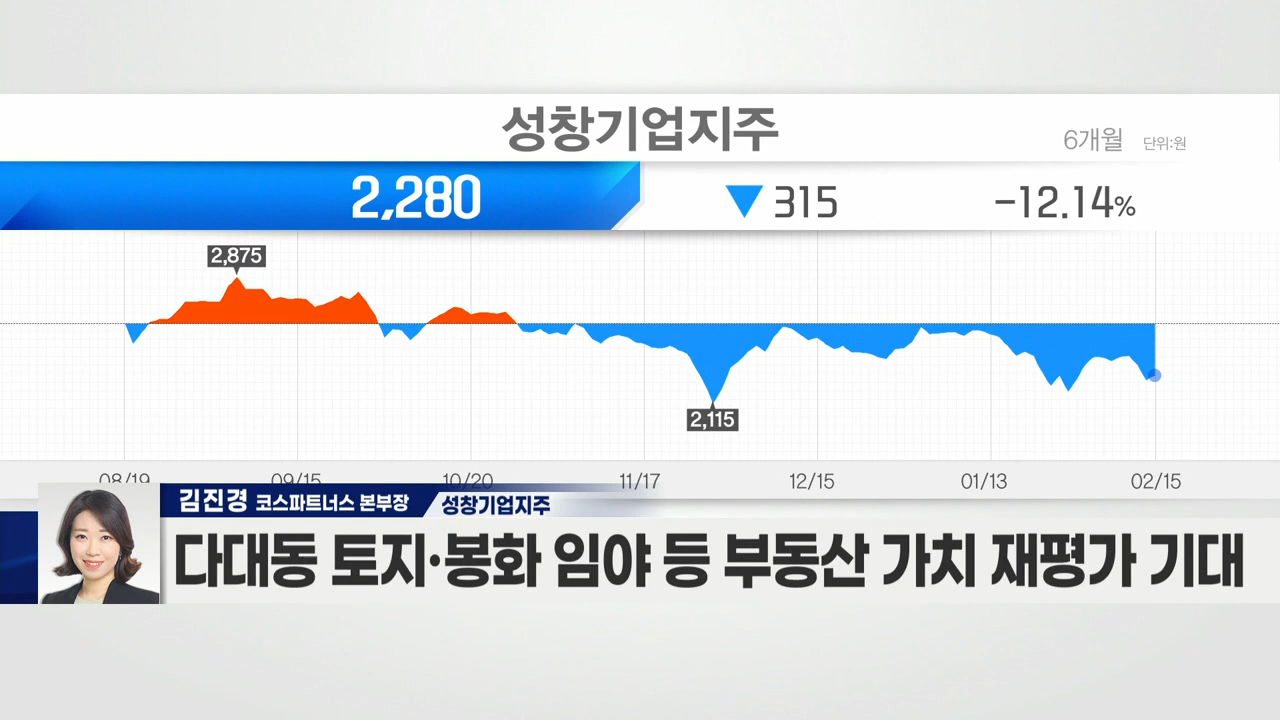 성창기업지주
6개월 단위:원
2,280 ▼ 315 -12.14%
2,875
2,115
08/19 09/15 10/20 11/17 12/15 01/13 02/15
김진경 코스파트너스 본부장 성창기업지주
다대동 토지·봉화 임야 등 부동산 가치 재평가 기대